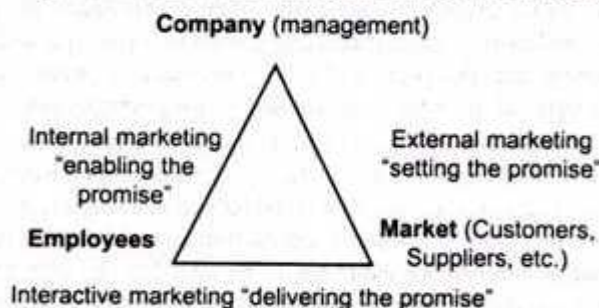 Company (management)
Internal marketing
"enabling the
promise"
External marketing
"setting the promise"
Employees
Market (Customers,
Suppliers, etc.)
Interactive marketing "delivering the promise"